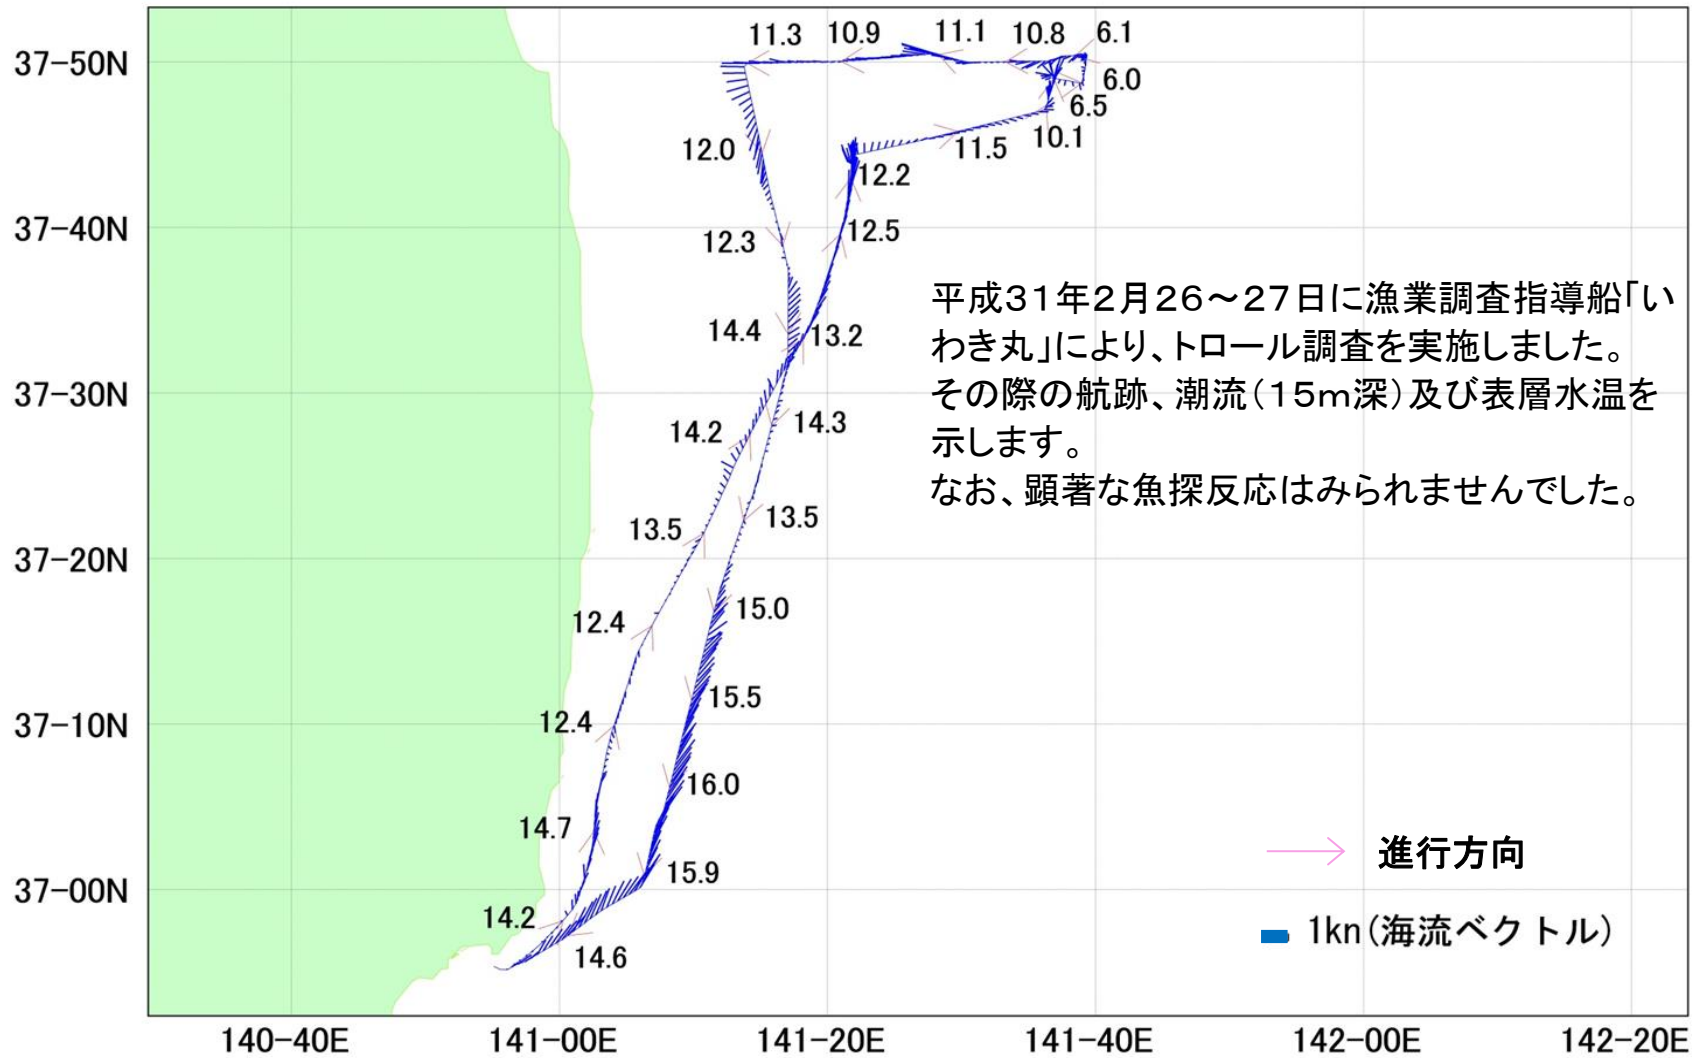 11.3 10.9 11.1 10.8 6.1
37-50N
6.0
6.5
10.1
11.5
12.0
12.2
37-40N
12.3
12.5
平成31年2月26～27日に漁業調査指導船「い
わき丸」により、トロール調査を実施しました。
その際の航跡、潮流（15m深）及び表層水温を
示します。
なお、顕著な魚探反応はみられませんでした。
14.4
13.2
37-30N
14.2
14.3
13.5
13.5
37-20N
12.4
15.0
15.5
37-10N
12.4
16.0
14.7
進行方向
15.9
37-00N
14.2
1kn(海流ベクトル)
14.6
140-40E 141-00E 141-20E 141-40E 142-00E 142-20E